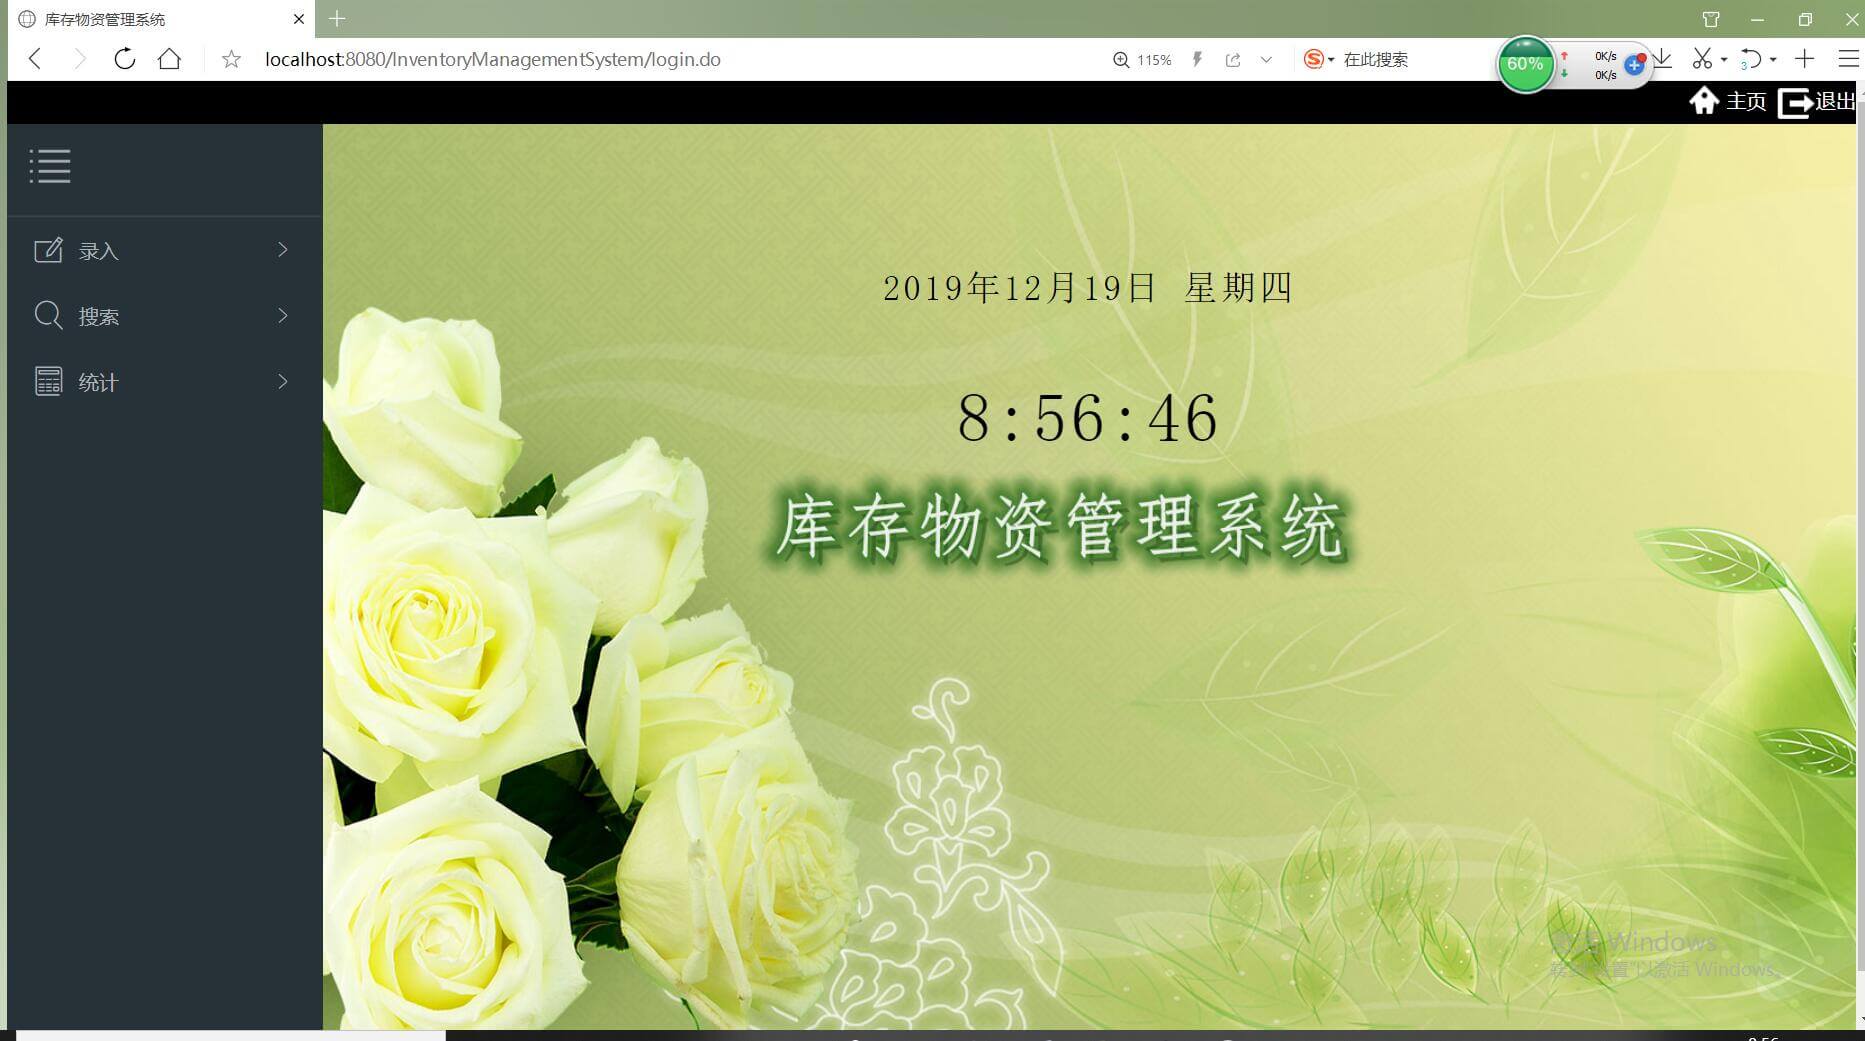 库存物资管理系统
localhost:8080/InventoryManagementSystem/login.do
115%
在此搜索
60%
0K/s
0K/s
3
主页
退出
录入
搜索
统计
2019年12月19日 星期四
8:56:46
库存物资管理系统
激活 Windows
转到"设置"以激活 Windows。